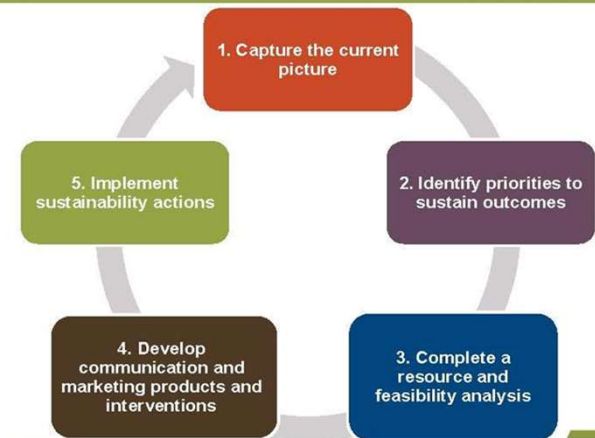 1. Capture the current
picture
2. Identify priorities to
sustain outcomes
3. Complete a
resource and
feasibility analysis
4. Develop
communication and
marketing products and
interventions
5. Implement
sustainability actions